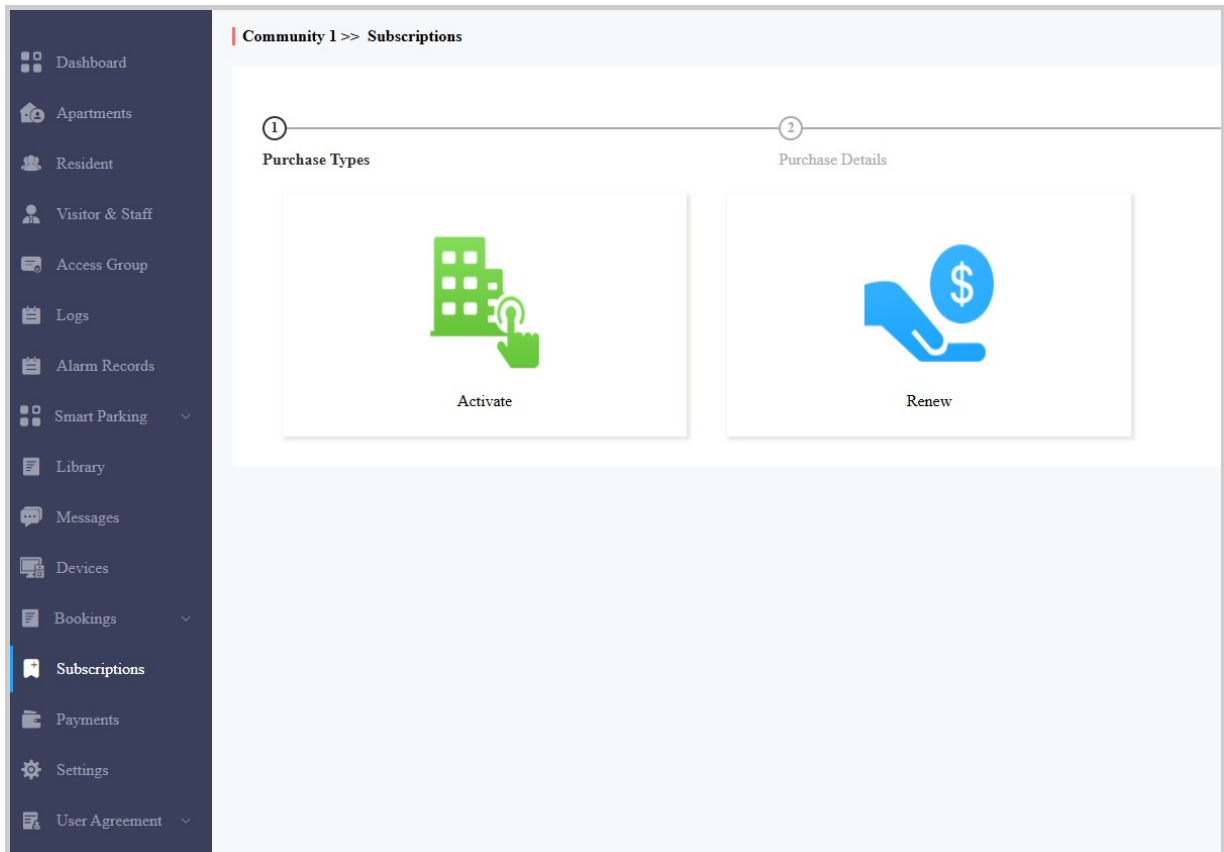 Community 1 >> Subscriptions
Dashboard
Apartments
Resident
Visitor & Staff
Access Group
Logs
Alarm Records
Smart Parking
Library
Messages
Devices
Bookings
Subscriptions
Payments
Settings
User Agreement
1
2
Purchase Types
Purchase Details
$
Activate
Renew